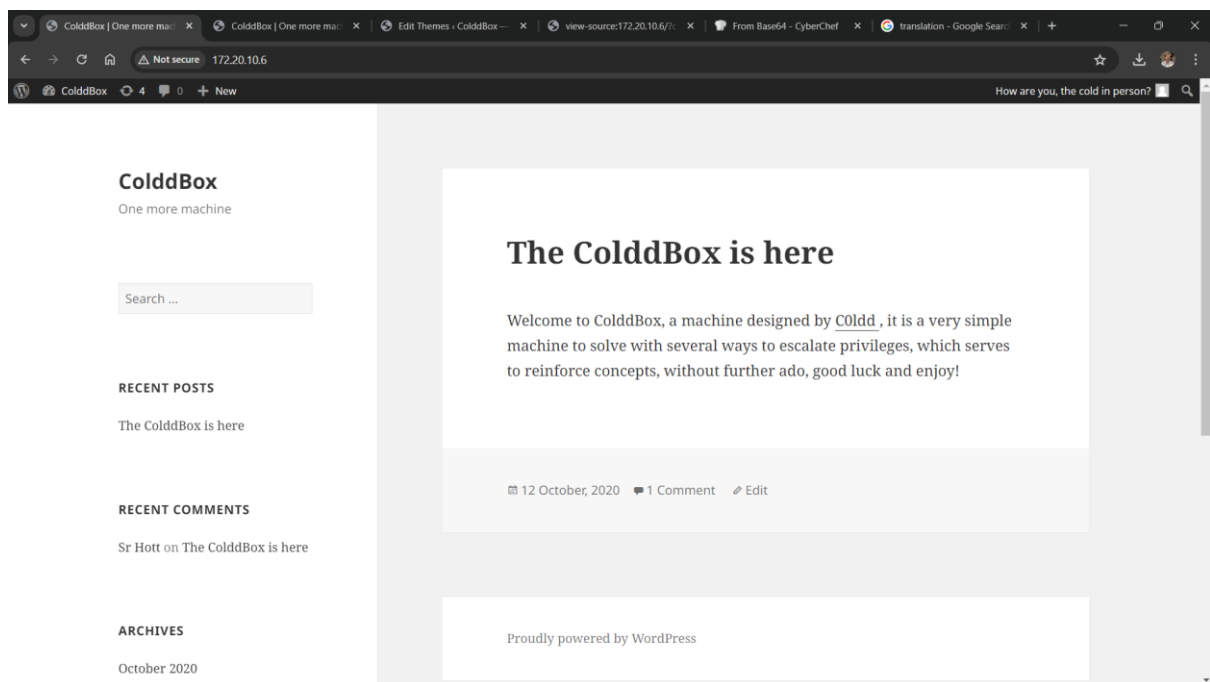 ColddBox | One more mac
ColddBox | One more mac
Edit Themes ‹ ColddBox —
view-source:172.20.10.6/?c
From Base64 - CyberChef
translation - Google Searc
Not secure 172.20.10.6
ColddBox 4 0 + New
How are you, the cold in person?
ColddBox
One more machine
Search ...
RECENT POSTS
The ColddBox is here
RECENT COMMENTS
Sr Hott on The ColddBox is here
ARCHIVES
October 2020
The ColddBox is here
Welcome to ColddBox, a machine designed by C0ldd , it is a very simple
machine to solve with several ways to escalate privileges, which serves
to reinforce concepts, without further ado, good luck and enjoy!
12 October, 2020 1 Comment Edit
Proudly powered by WordPress